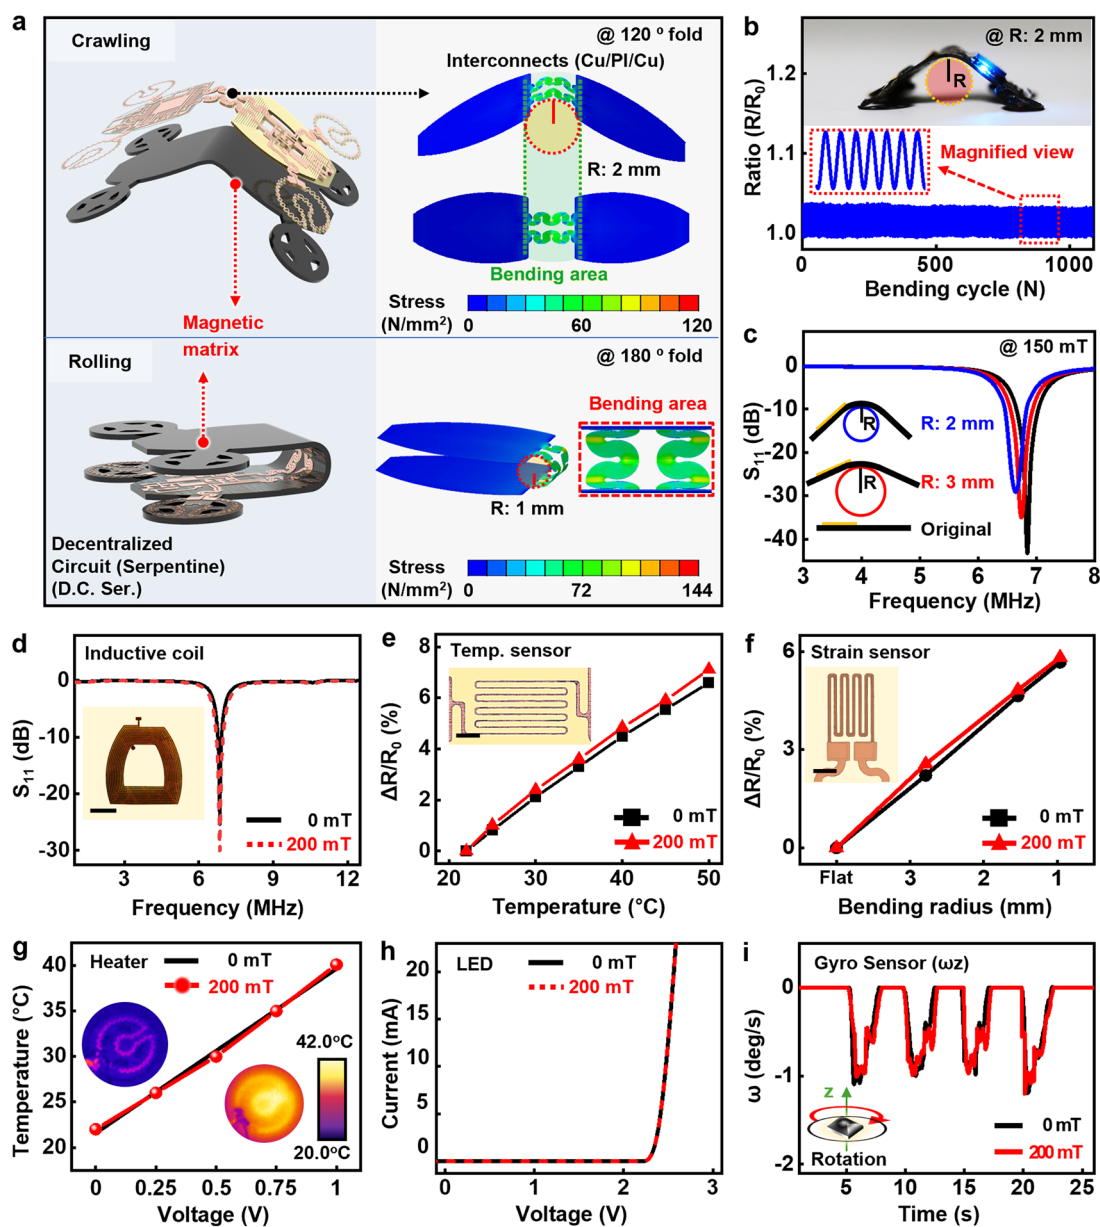 a
Crawling
@ 120 º fold
Interconnects (Cu/PI/Cu)
R: 2 mm
Bending area
Stress
(N/mm²)
0
60
120
Magnetic
matrix
Rolling
@ 180 º fold
Bending area
R: 1 mm
Decentralized
Circuit (Serpentine)
(D.C. Ser.)
Stress
(N/mm²)
0
72
144
b
@ R: 2 mm
R
Magnified view
Ratio (R/R₀)
1.2
1.1
1.0
0
500
1000
Bending cycle (N)
c
@ 150 mT
R
R: 2 mm
R
R: 3 mm
Original
S₁₁ (dB)
0
-10
-20
-30
-40
3
4
5
6
7
8
Frequency (MHz)
d
Inductive coil
S₁₁ (dB)
0
-10
-20
-30
0 mT
200 mT
3
6
9
12
Frequency (MHz)
e
Temp. sensor
ΔR/R₀ (%)
8
6
4
2
0
0 mT
200 mT
20
30
40
50
Temperature (°C)
f
Strain sensor
ΔR/R₀ (%)
6
3
0
0 mT
200 mT
Flat
3
2
1
Bending radius (mm)
g
Heater
0 mT
200 mT
Temperature (°C)
40
35
30
25
20
42.0ºC
20.0ºC
0
0.25
0.5
0.75
1
Voltage (V)
h
LED
0 mT
200 mT
Current (mA)
20
15
10
5
0
0
1
2
3
Voltage (V)
i
Gyro Sensor (ωz)
ω (deg/s)
0
-1
-2
z
Rotation
0 mT
200 mT
5
10
15
20
25
Time (s)